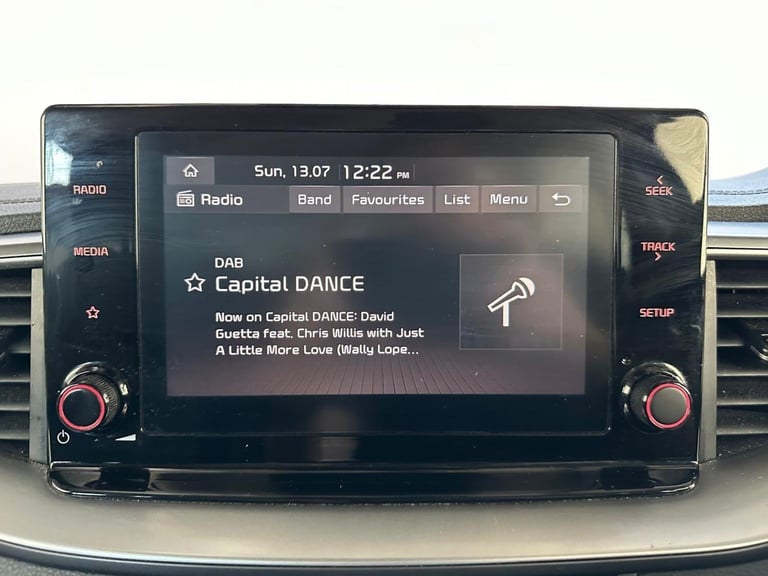 Sun, 13.07 12:22 PM
Radio Band Favourites List Menu
RADIO
MEDIA
SEEK
TRACK
SETUP
DAB
Capital DANCE
Now on Capital DANCE: David
Guetta feat. Chris Willis with Just
A Little More Love (Wally Lope...